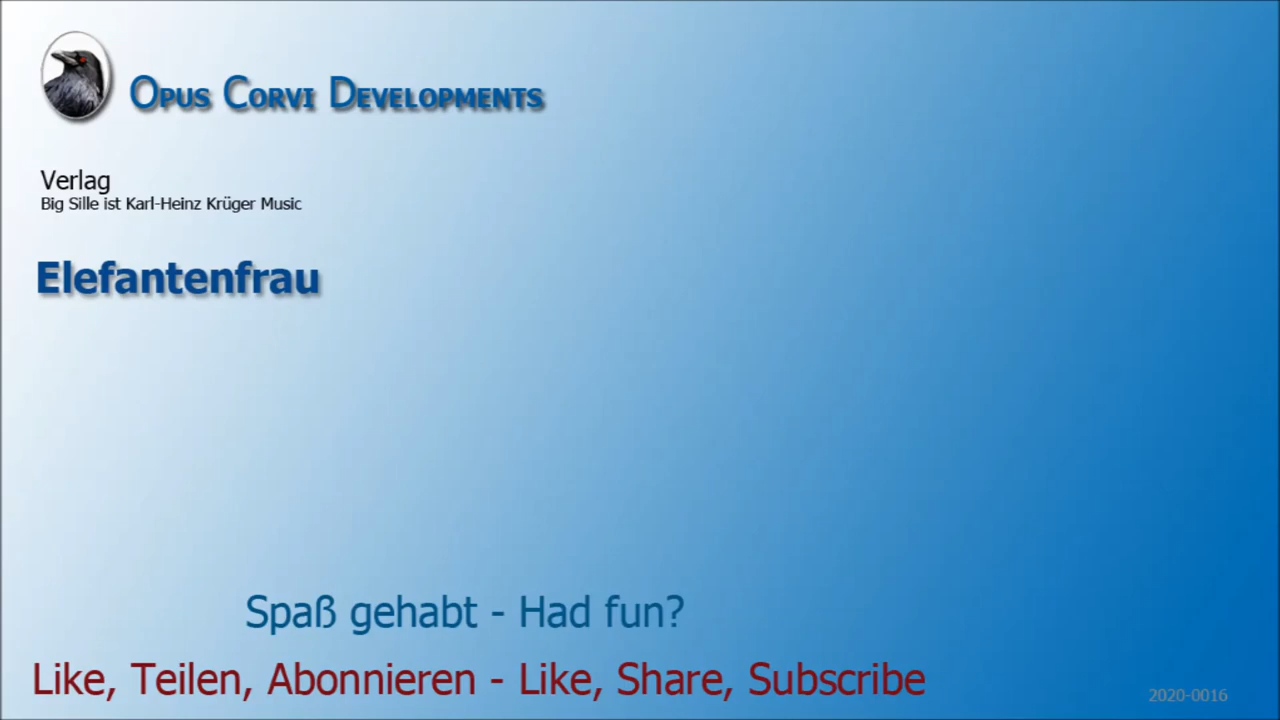 Opus Corvi Developments
Verlag
Big Sille ist Karl-Heinz Krüger Music
Elefantenfrau
Spaß gehabt - Had fun?
Like, Teilen, Abonnieren - Like, Share, Subscribe
2020-0016